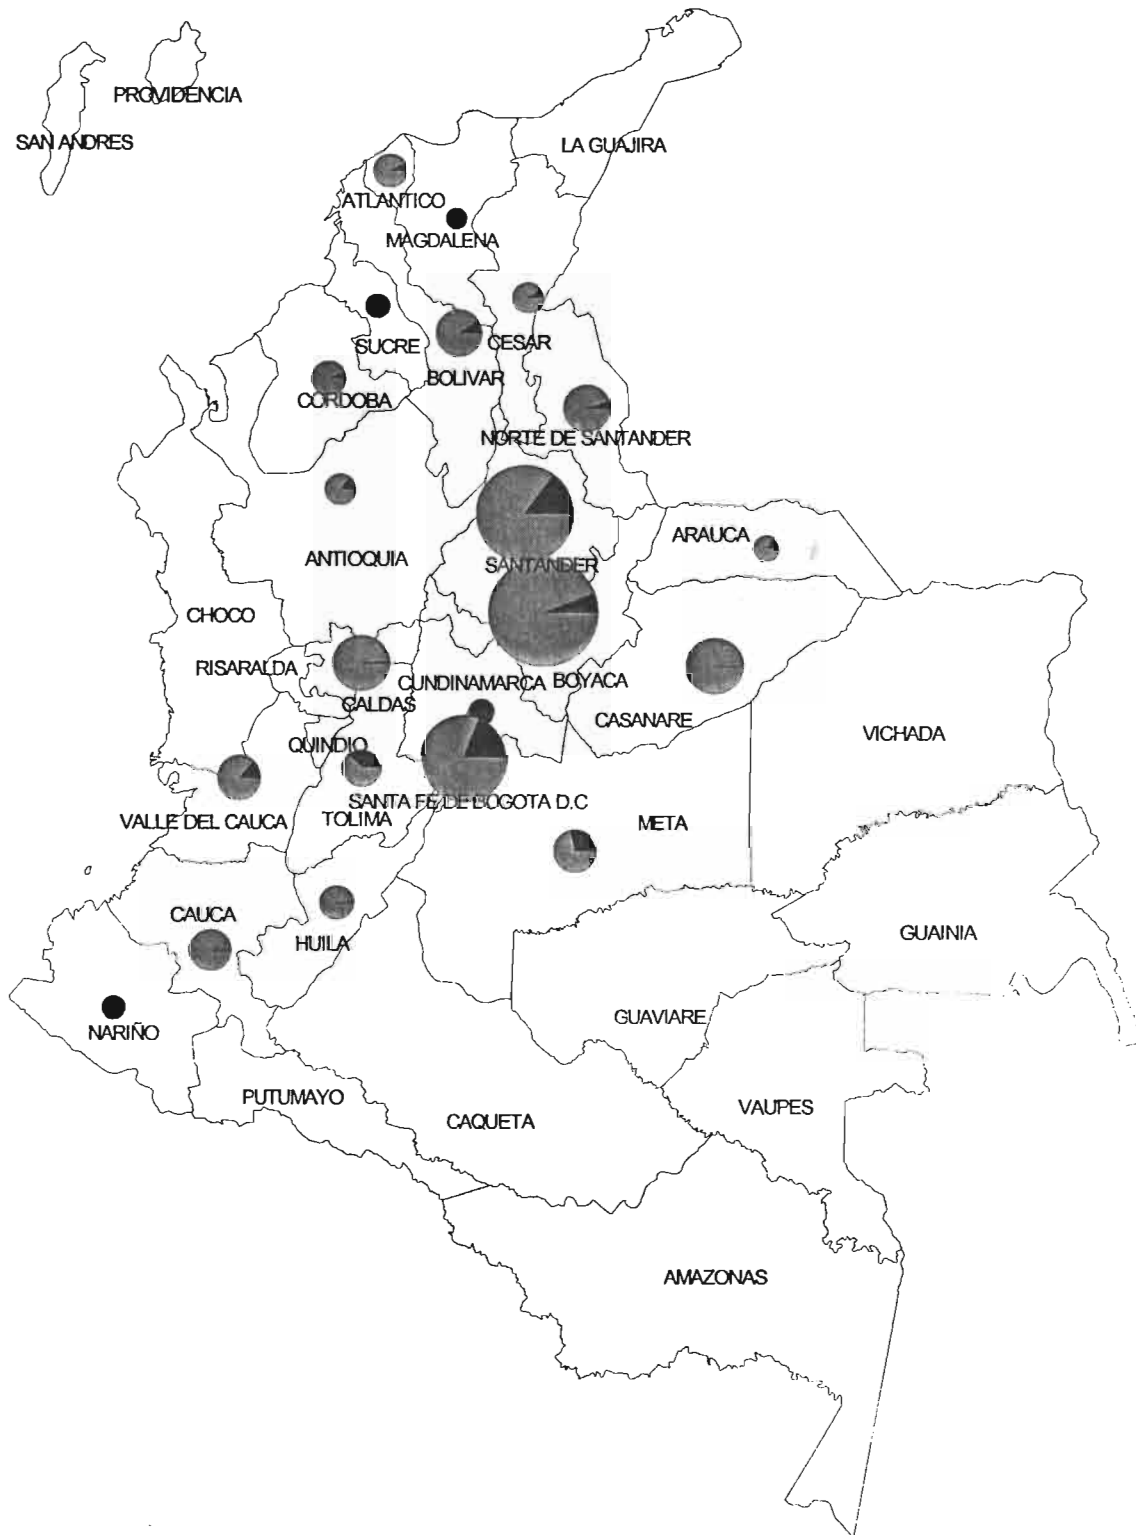 PROVIDENCIA
SAN ANDRES
LA GUAJIRA
ATLANTICO
MAGDALENA
SUCRE
CESAR
BOLIVAR
CORDOBA
NORTE DE SANTANDER
ARAUCA
ANTIOQUIA
SANTANDER
CHOCO
RISARALDA
CUNDINAMARCA
BOYACA
CALDAS
CASANARE
VICHADA
QUINDIO
SANTA FE DE BOGOTA D.C
VALLE DEL CAUCA
TOLIMA
META
CAUCA
HUILA
GUAINIA
GUAVIARE
NARIÑO
PUTUMAYO
VAUPES
CAQUETA
AMAZONAS